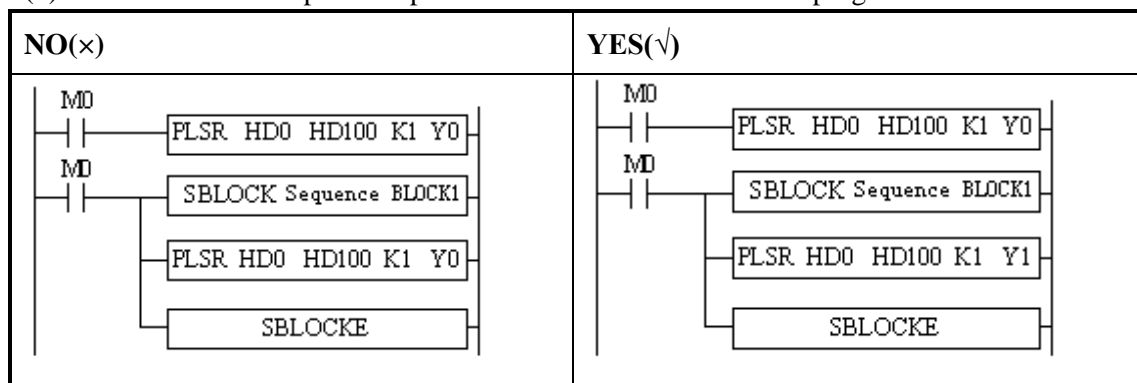 NO(×)
M0
PLSR HD0 HD100 K1 Y0
M0
SBLOCK Sequence BLOCK1
PLSR HD0 HD100 K1 Y0
SBLOCKE
YES(√)
M0
PLSR HD0 HD100 K1 Y0
M0
SBLOCK Sequence BLOCK1
PLSR HD0 HD100 K1 Y1
SBLOCKE